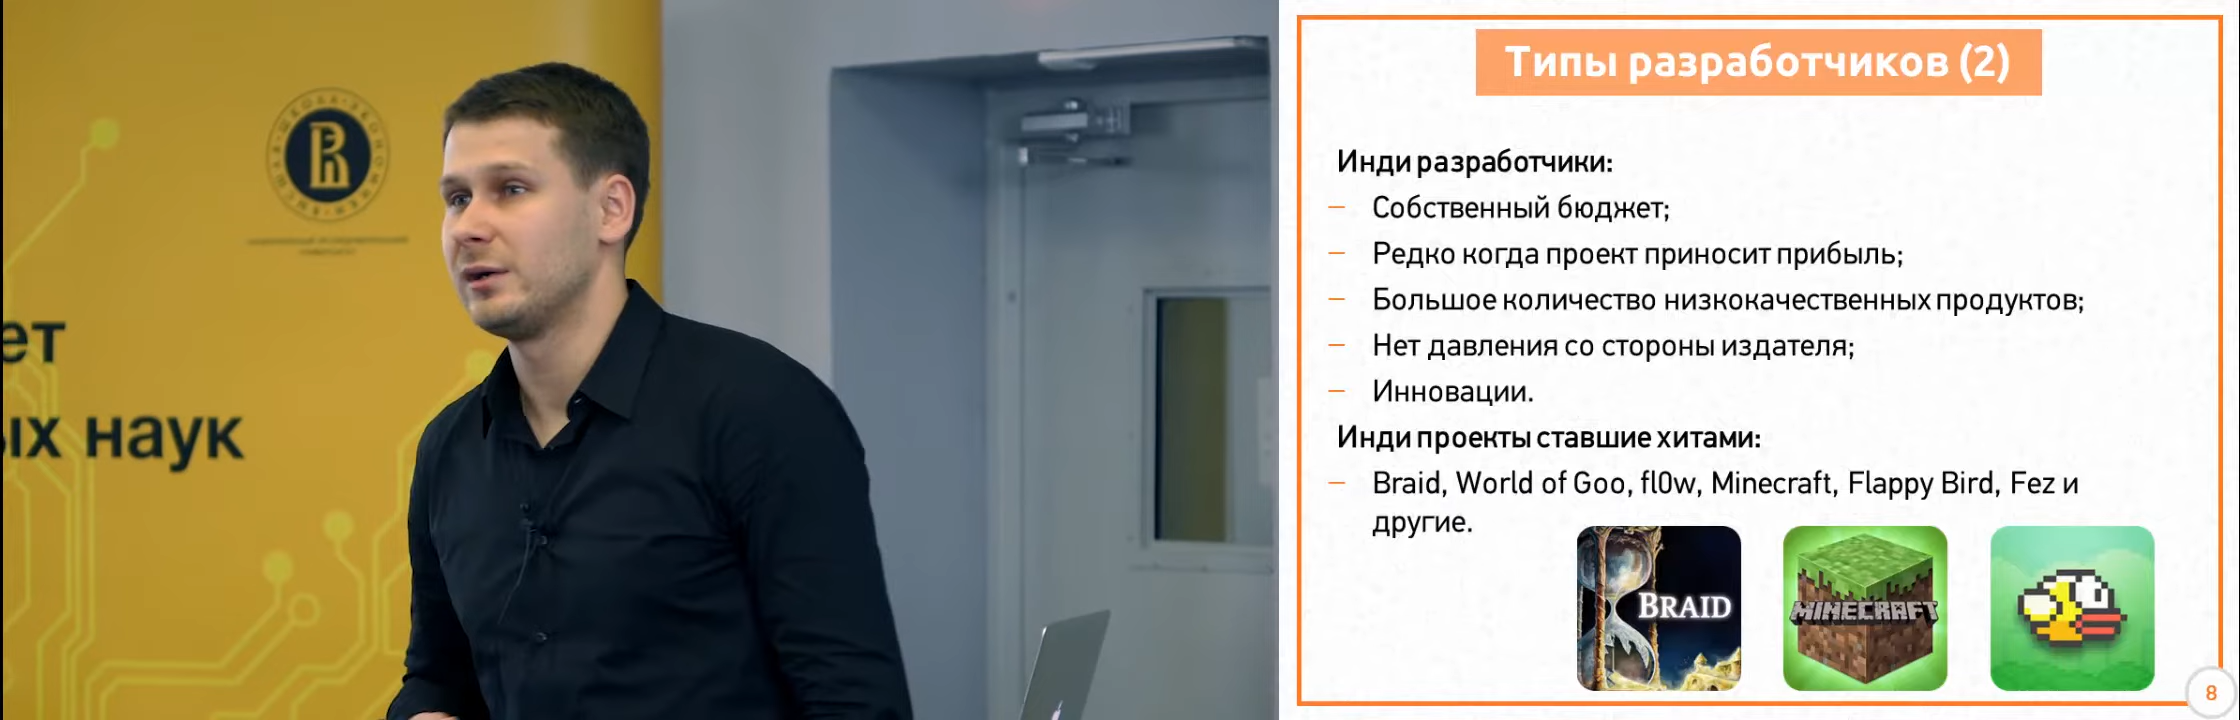 ет
ых наук
Типы разработчиков (2)
Инди разработчики:
– Собственный бюджет;
– Редко когда проект приносит прибыль;
– Большое количество низкокачественных продуктов;
– Нет давления со стороны издателя;
– Инновации.
Инди проекты ставшие хитами:
– Braid, World of Goo, fl0w, Minecraft, Flappy Bird, Fez и
другие.
BRAID
MINECRAFT
8